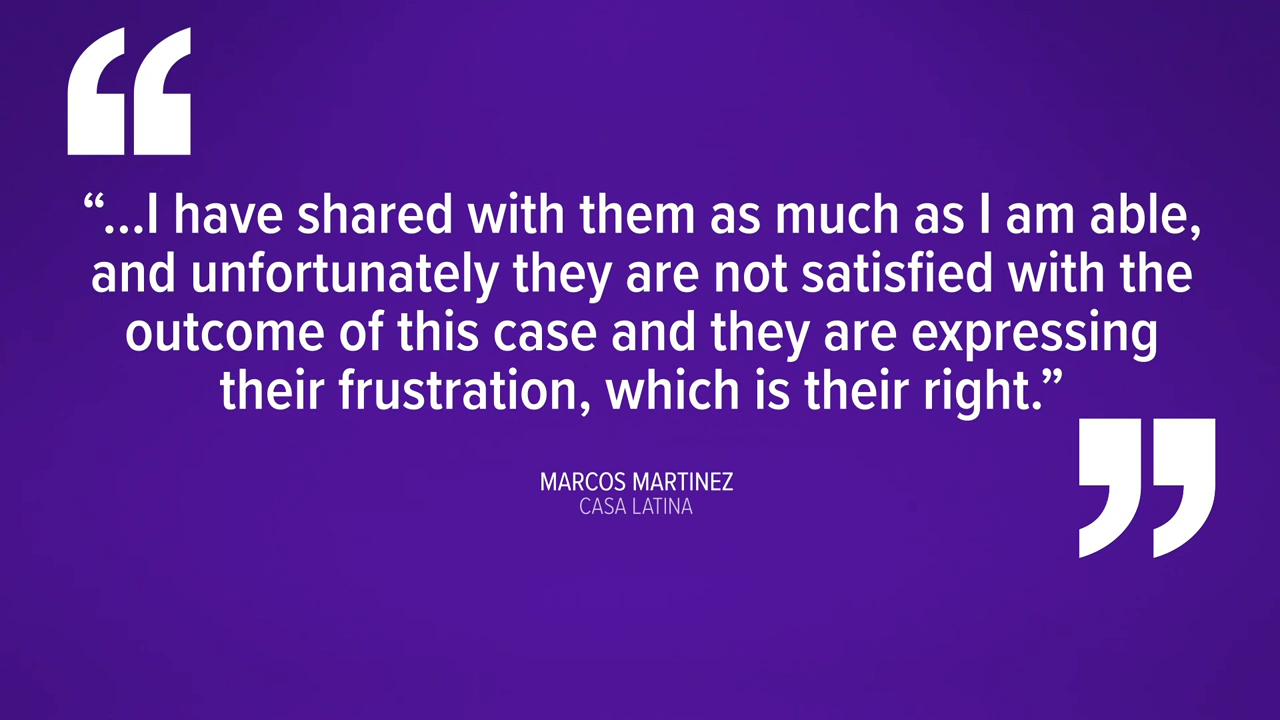 “...I have shared with them as much as I am able,
and unfortunately they are not satisfied with the
outcome of this case and they are expressing
their frustration, which is their right.”
MARCOS MARTINEZ
CASA LATINA